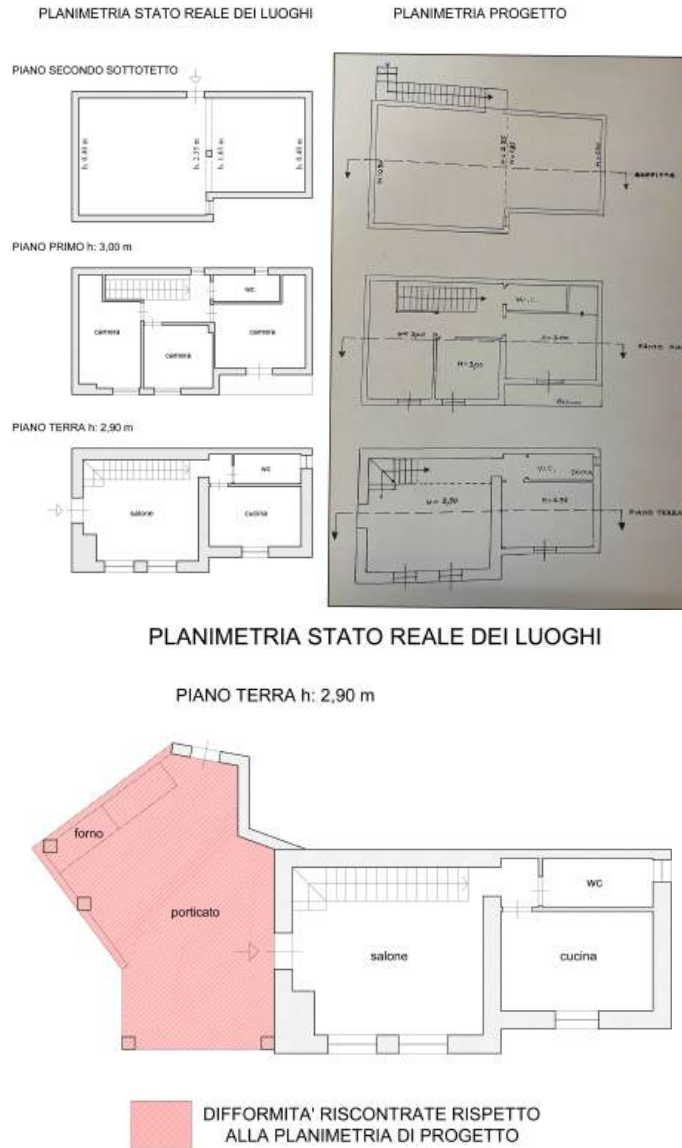 PLANIMETRIA STATO REALE DEI LUOGHI
PLANIMETRIA PROGETTO
PIANO SECONDO SOTTOTETTO
h. 0.40 m
h. 2.35 m
h. 1.85 m
h. 0.40 m
SOFFITTA
PIANO PRIMO h: 3,00 m
camera
camera
wc
camera
W.C.
H=3,00
PIANO TERRA h: 2,90 m
salone
wc
cucina
H=2,90
W.C.
PIANO TERRA
PLANIMETRIA STATO REALE DEI LUOGHI
PIANO TERRA h: 2,90 m
forno
porticato
salone
wc
cucina
DIFFORMITA' RISCONTRATE RISPETTO
ALLA PLANIMETRIA DI PROGETTO